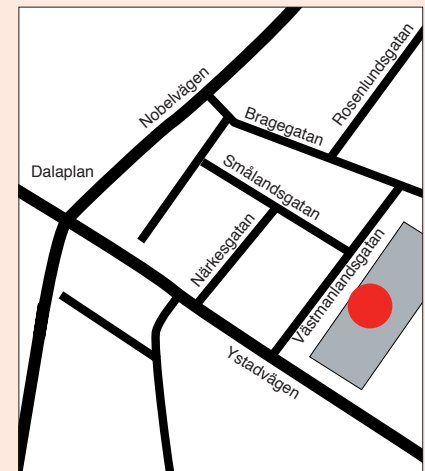 Nobelvägen
Rosenlundsgatan
Bragegatan
Dalaplan
Smålandsgatan
Närkesgatan
Västmanlandsgatan
Ystadvägen